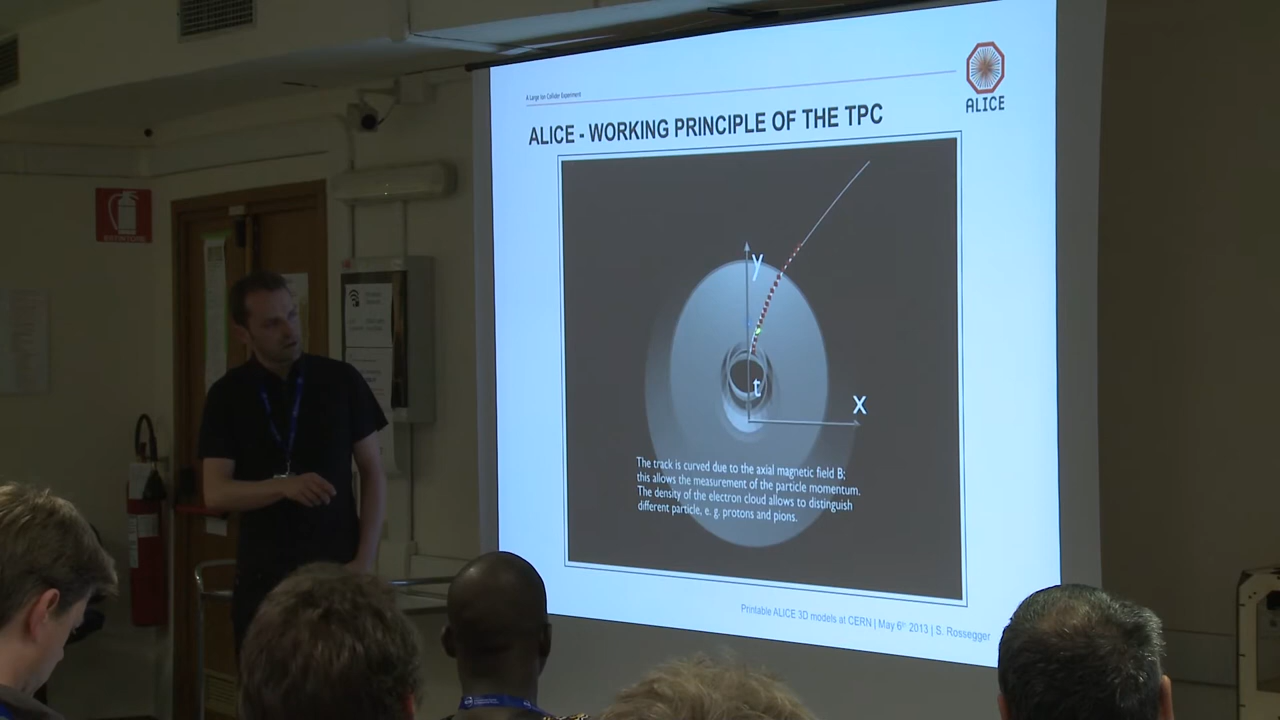 A Large Ion Collider Experiment
ALICE
ALICE - WORKING PRINCIPLE OF THE TPC
y
t
x
The track is curved due to the axial magnetic field B;
this allows the measurement of the particle momentum.
The density of the electron cloud allows to distinguish
different particle, e. g. protons and pions.
Printable ALICE 3D models at CERN | May 6th 2013 | S. Rossegger